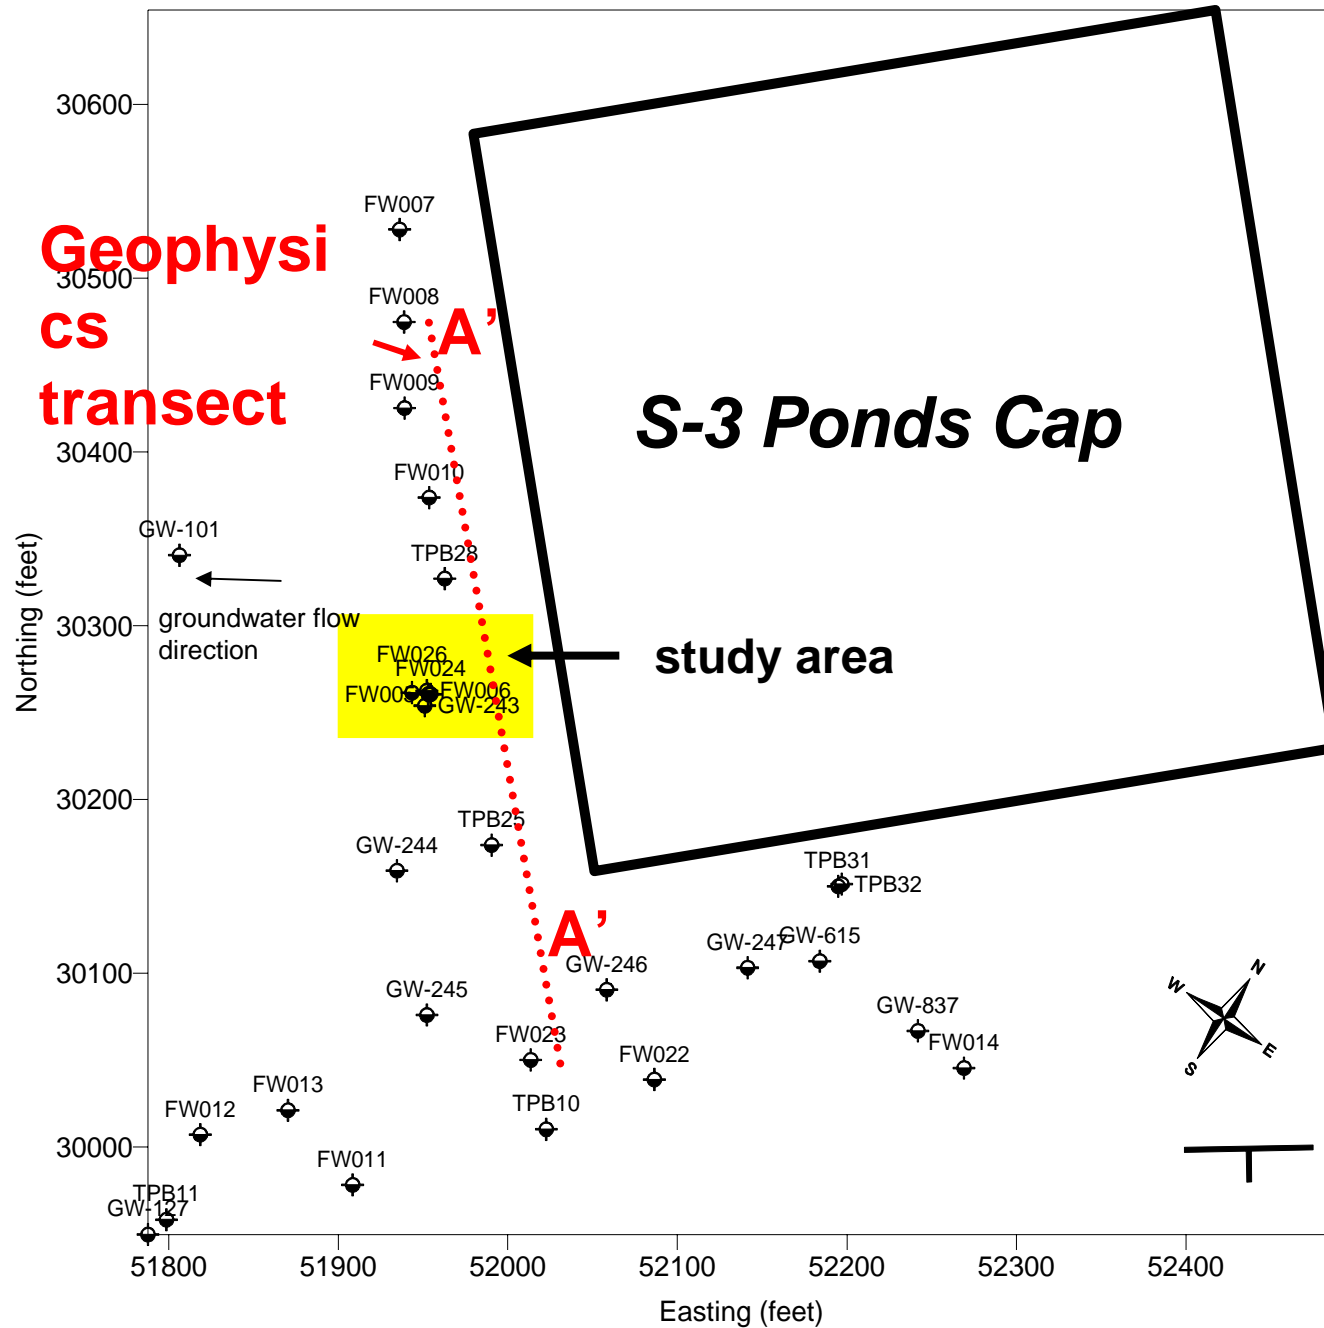 30600
FW007
Geophysi
30500
FW008
cs
A’
FW009
transect
S-3 Ponds Cap
30400
FW010
GW-101
TPB28
Northing (feet)
groundwater flow
direction
30300
study area
FW026
FW024
FW006
GW-243
30200
TPB25
GW-244
TPB31
TPB32
A’
GW-247
GW-615
30100
GW-246
GW-245
GW-837
FW023
FW014
FW022
N
W
E
S
FW013
FW012
TPB10
30000
FW011
TPB11
GW-127
51800 51900 52000 52100 52200 52300 52400
Easting (feet)